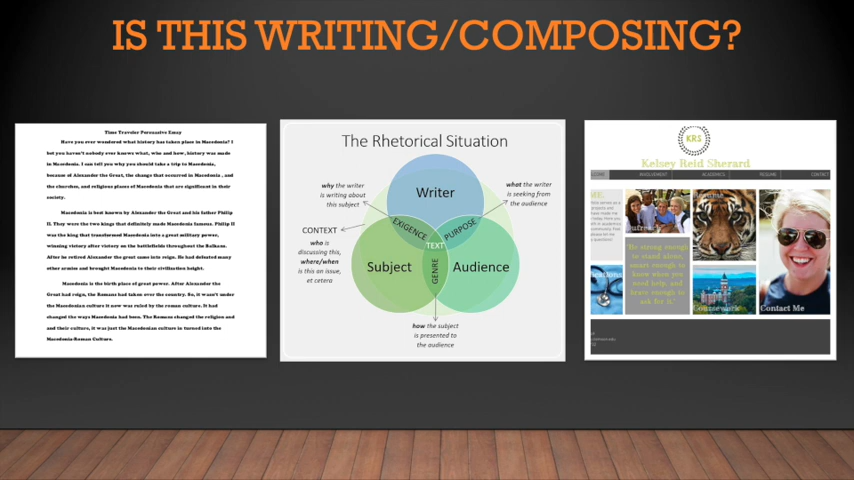 IS THIS WRITING/COMPOSING?
Time Traveler Persuasive Essay
Have you ever wondered what history has taken place in Macedonia? I
bet you haven't nobody ever knows what, who and how, history was made
in Macedonia. I can tell you why you should take a trip to Macedonia,
because of Alexander the Great, the change that occurred in Macedonia , and
the churches, and religious places of Macedonia that are significant in their
society.
Macedonia is best known by Alexander the Great and his father Philip
II. They were the two kings that definitely made Macedonia famous. Philip II
was the king that transformed Macedonia into a great military power,
winning victory after victory on the battlefields throughout the Balkans.
After he retired Alexander the great came into reign. He had defeated many
other armies and brought Macedonia to their civilization height.
Macedonia is the birth place of great power. After Alexander the
Great had reign, the Romans had taken over the country. So, it wasn't under
the Macedonian culture it now was ruled by the roman culture. It had
changed the ways Macedonia had been. The Romans changed the religion
and their culture, it was just the Macedonian culture in turned into the
Macedonia-Roman Culture.
The Rhetorical Situation
why the writer
is writing about
this subject
what the writer
is seeking from
the audience
Writer
CONTEXT
who is
discussing this,
where/when
is this an issue,
et cetera
EXIGENCE
PURPOSE
TEXT
Subject
GENRE
Audience
how the subject
is presented to
the audience
KRS
Kelsey Reid Sherard
INVOLVEMENT
ACADEMICS
RESUME
CONTACT
"Be strong enough
to stand alone,
smart enough to
know when you
need help, and
brave enough to
ask for it."
Coursework
Contact Me